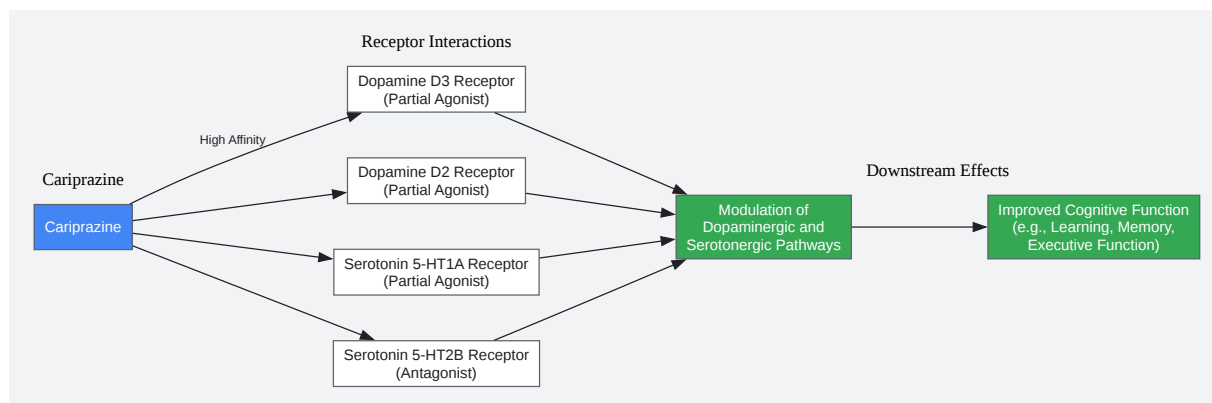 Cariprazine
Cariprazine
High Affinity
Receptor Interactions
Dopamine D3 Receptor
(Partial Agonist)
Dopamine D2 Receptor
(Partial Agonist)
Serotonin 5-HT1A Receptor
(Partial Agonist)
Serotonin 5-HT2B Receptor
(Antagonist)
Modulation of
Dopaminergic and
Serotonergic Pathways
Downstream Effects
Improved Cognitive Function
(e.g., Learning, Memory,
Executive Function)